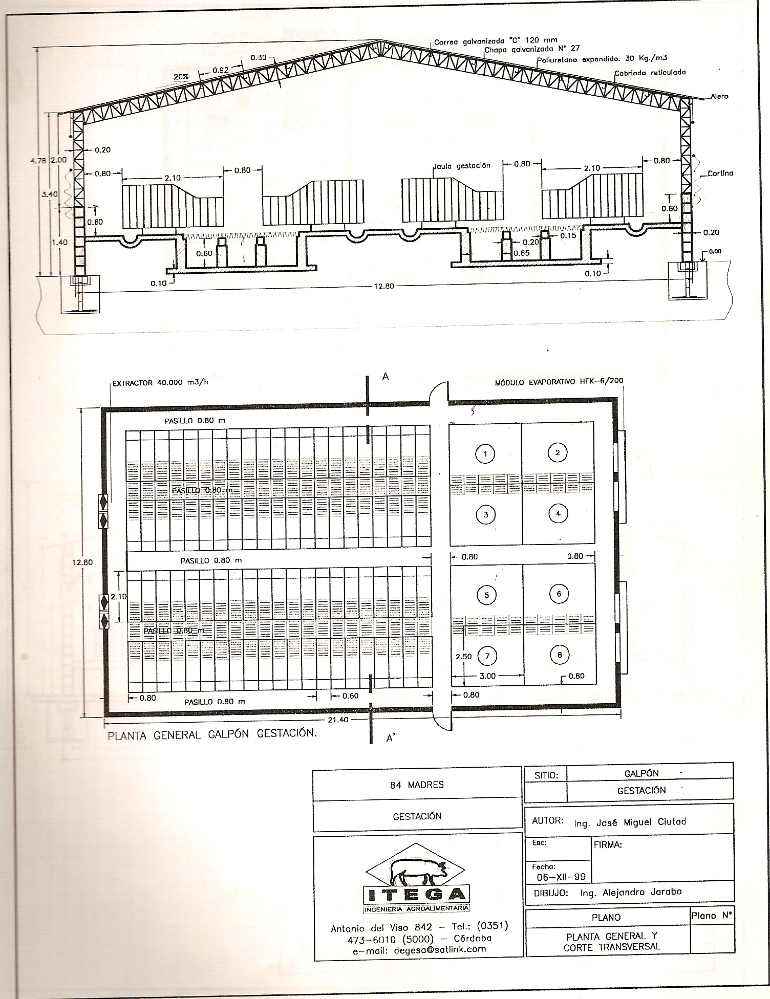 Correa galvanizada "C" 120 mm
Chapa galvanizada N° 27
Poliuretano expandido. 30 Kg./m3
Cabriada reticulada
Alero
0.30
0.92
20%
0.20
4.78
2.00
0.80
2.10
0.80
Jaula gestación
0.80
2.10
0.80
Cortina
3.40
0.60
0.60
1.40
0.60
0.20
0.15
0.65
0.20
0.00
0.10
0.10
12.80
EXTRACTOR 40.000 m3/h
A
MÓDULO EVAPORATIVO HFK-6/200
PASILLO 0.80 m
1
2
PASILLO 0.80 m
3
4
12.80
PASILLO 0.80 m
0.80
0.80
2.10
5
6
PASILLO 0.80 m
2.50
7
8
3.00
0.80
0.80
PASILLO 0.80 m
0.60
0.80
21.40
PLANTA GENERAL GALPÓN GESTACIÓN.
A'
84 MADRES
GESTACIÓN
SITIO:
GALPÓN
GESTACIÓN
AUTOR: Ing. José Miguel Ciutad
Esc:
FIRMA:
Fecha:
06-XII-99
DIBUJO: Ing. Alejandro Jaraba
PLANO
Plano N°
PLANTA GENERAL Y
CORTE TRANSVERSAL
ITEGA
INGENIERIA AGROALIMENTARIA
Antonio del Viso 842 - Tel.: (0351)
473-6010 (5000) - Córdoba
e-mail: degesa@satlink.com